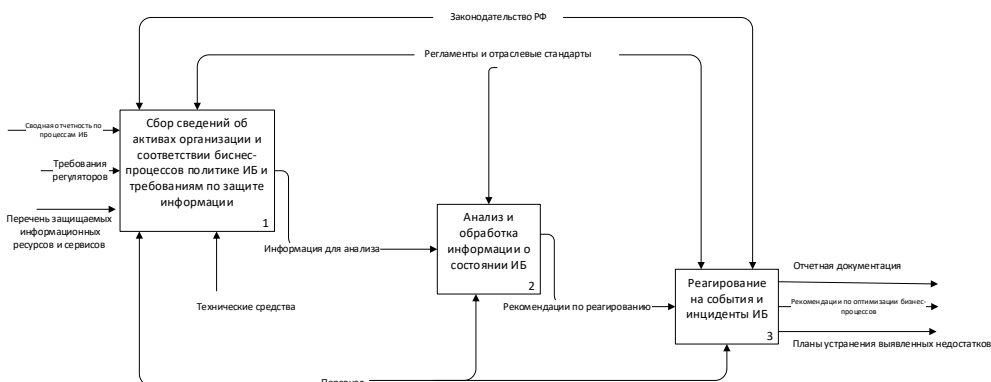 Законодательство РФ
Регламенты и отраслевые стандарты
Сводная отчетность по
процессам ИБ
Требования
регуляторов
Перечень защищаемых
информационных
ресурсов и сервисов
Сбор сведений об
активах организации и
соответствии бизнес-
процессов политике ИБ и
требованиям по защите
информации
1
Информация для анализа
Технические средства
Анализ и
обработка
информации о
состоянии ИБ
2
Рекомендации по реагированию
Реагирование
на события и
инциденты ИБ
3
Отчетная документация
Рекомендации по оптимизации бизнес-
процессов
Планы устранения выявленных недостатков